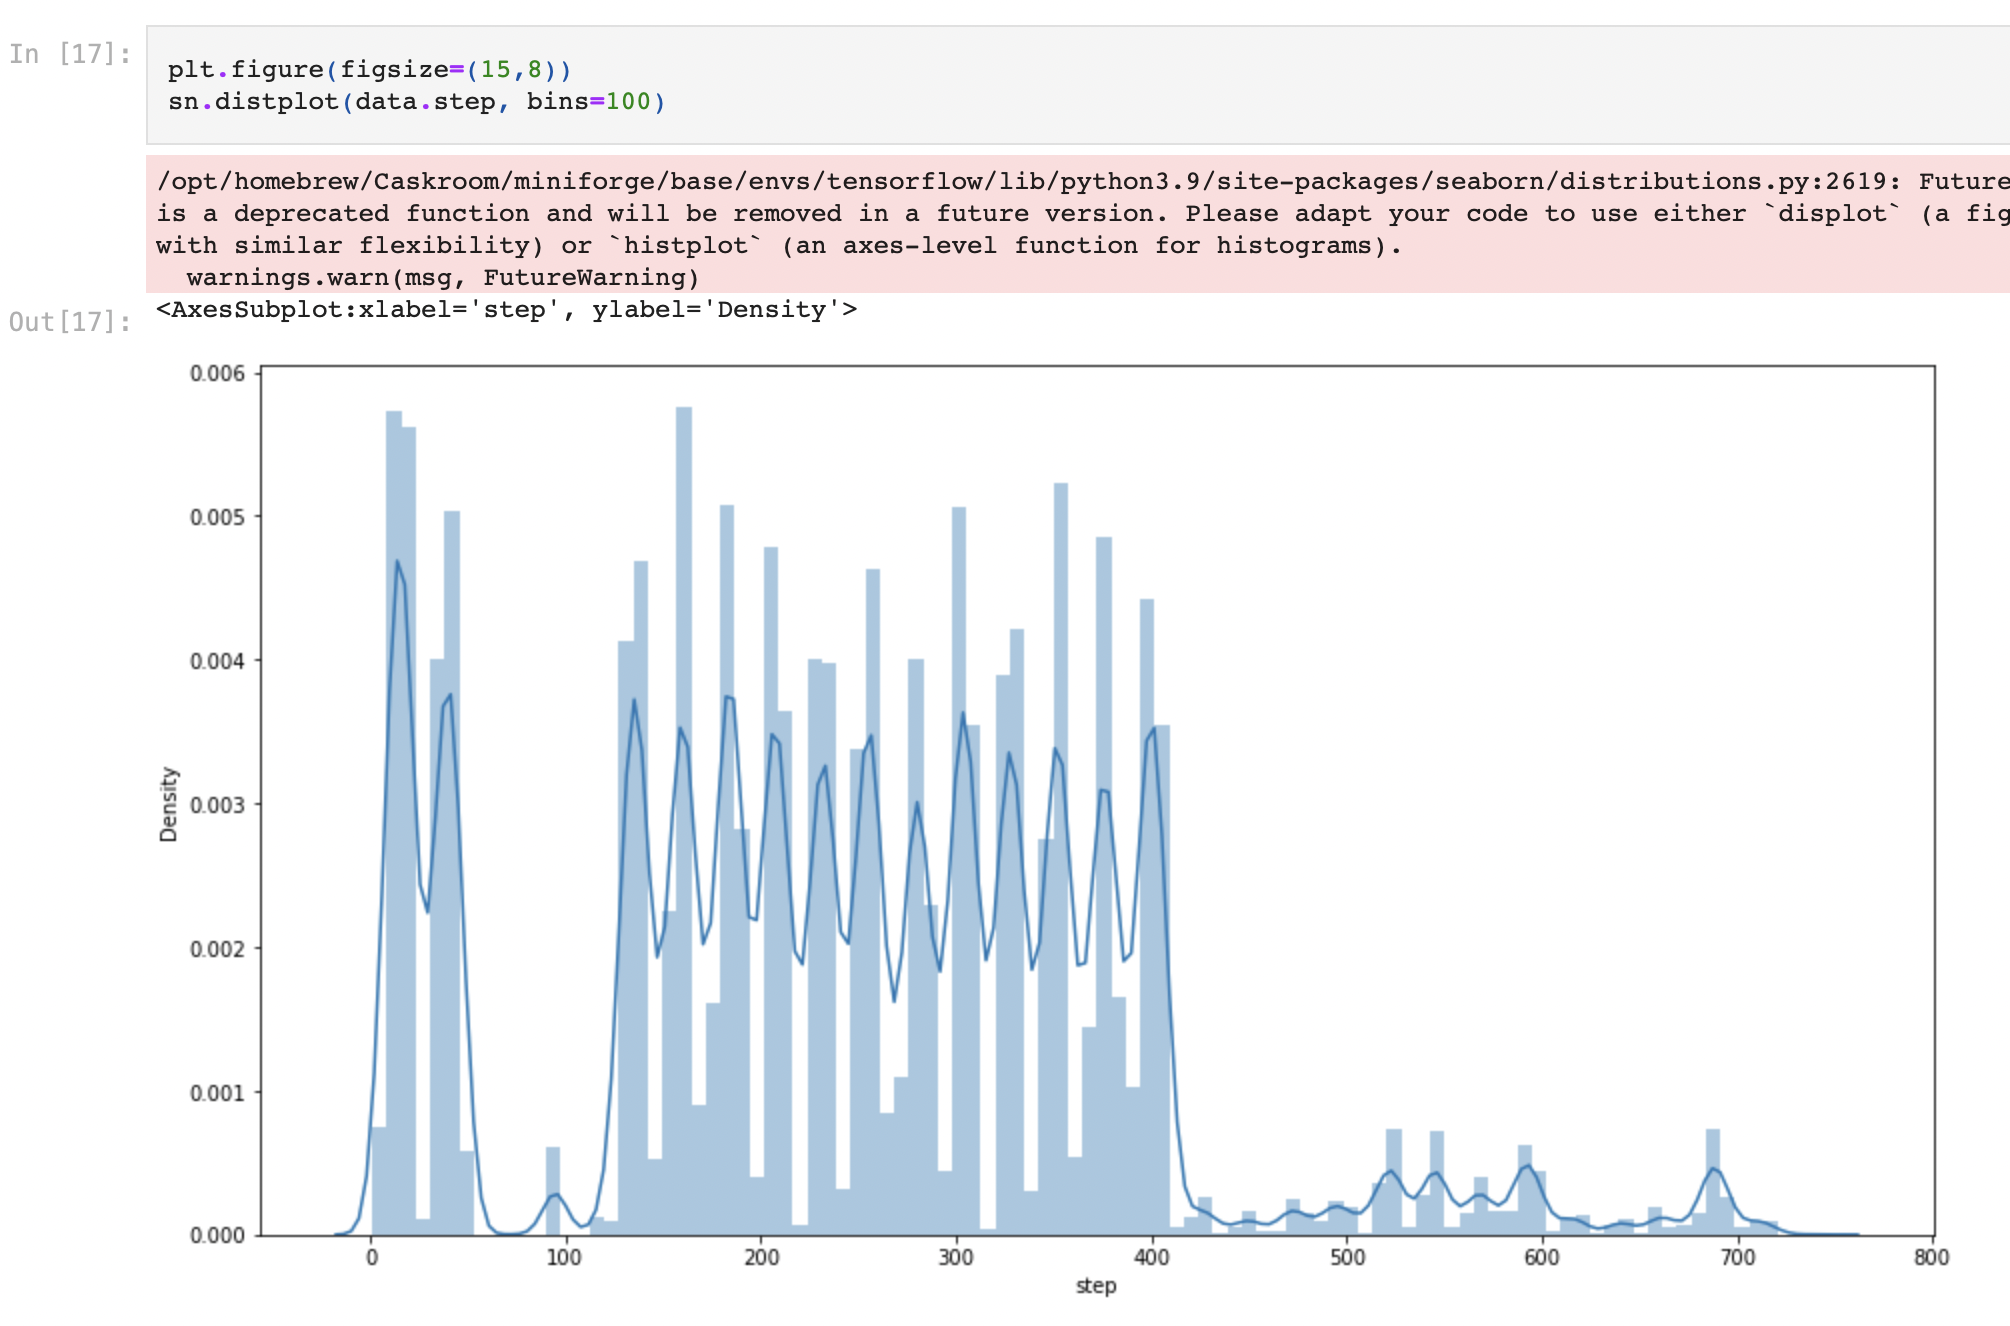 In [17]:
plt.figure(figsize=(15,8))
sn.distplot(data.step, bins=100)
/opt/homebrew/Caskroom/miniforge/base/envs/tensorflow/lib/python3.9/site-packages/seaborn/distributions.py:2619: Future
is a deprecated function and will be removed in a future version. Please adapt your code to use either `displot` (a fig
with similar flexibility) or `histplot` (an axes-level function for histograms).
warnings.warn(msg, FutureWarning)
Out[17]:
<AxesSubplot:xlabel='step', ylabel='Density'>
0.006
0.005
0.004
0.003
0.002
0.001
0.000
Density
0 100 200 300 400 500 600 700 800
step